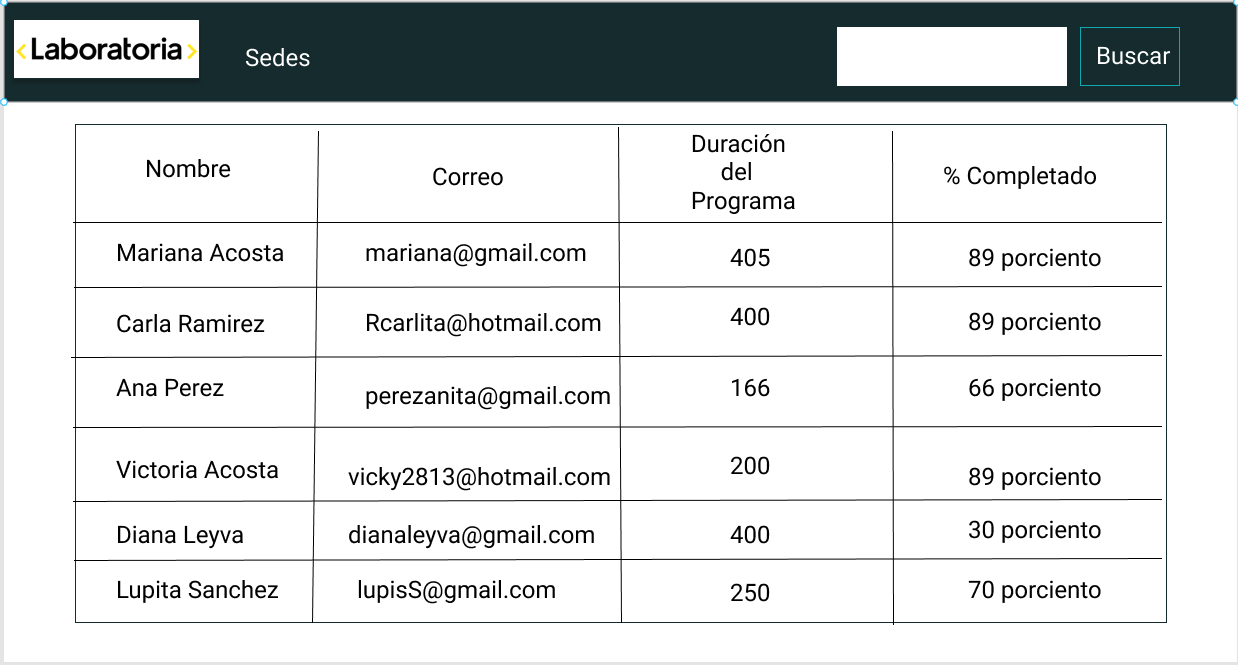 <Laboratoria>
Sedes
Buscar
Nombre
Correo
Duración
del
Programa
% Completado
Mariana Acosta
mariana@gmail.com
405
89 porciento
Carla Ramirez
Rcarlita@hotmail.com
400
89 porciento
Ana Perez
perezanita@gmail.com
166
66 porciento
Victoria Acosta
vicky2813@hotmail.com
200
89 porciento
Diana Leyva
dianaleyva@gmail.com
400
30 porciento
Lupita Sanchez
lupisS@gmail.com
250
70 porciento